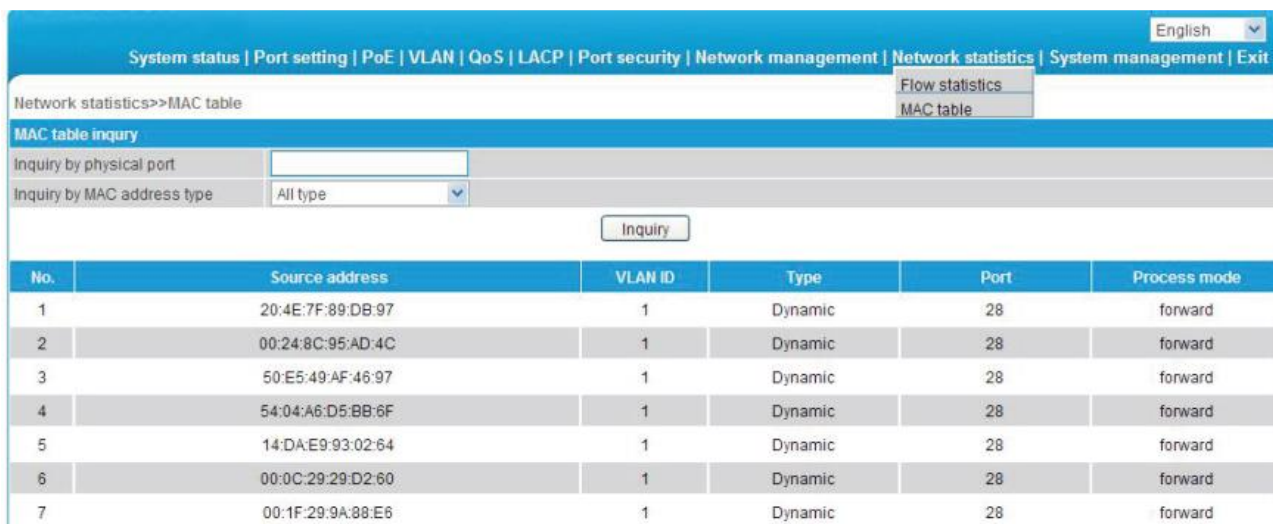 English
System status | Port setting | PoE | VLAN | QoS | LACP | Port security | Network management | Network statistics | System management | Exit
Flow statistics
Network statistics>>MAC table
MAC table
MAC table inqury
Inquiry by physical port
Inquiry by MAC address type All type
Inquiry
No. Source address VLAN ID Type Port Process mode
1 20:4E:7F:89:DB:97 1 Dynamic 28 forward
2 00:24:8C:95:AD:4C 1 Dynamic 28 forward
3 50:E5:49:AF:46:97 1 Dynamic 28 forward
4 54:04:A6:D5:BB:6F 1 Dynamic 28 forward
5 14:DA:E9:93:02:64 1 Dynamic 28 forward
6 00:0C:29:29:D2:60 1 Dynamic 28 forward
7 00:1F:29:9A:88:E6 1 Dynamic 28 forward